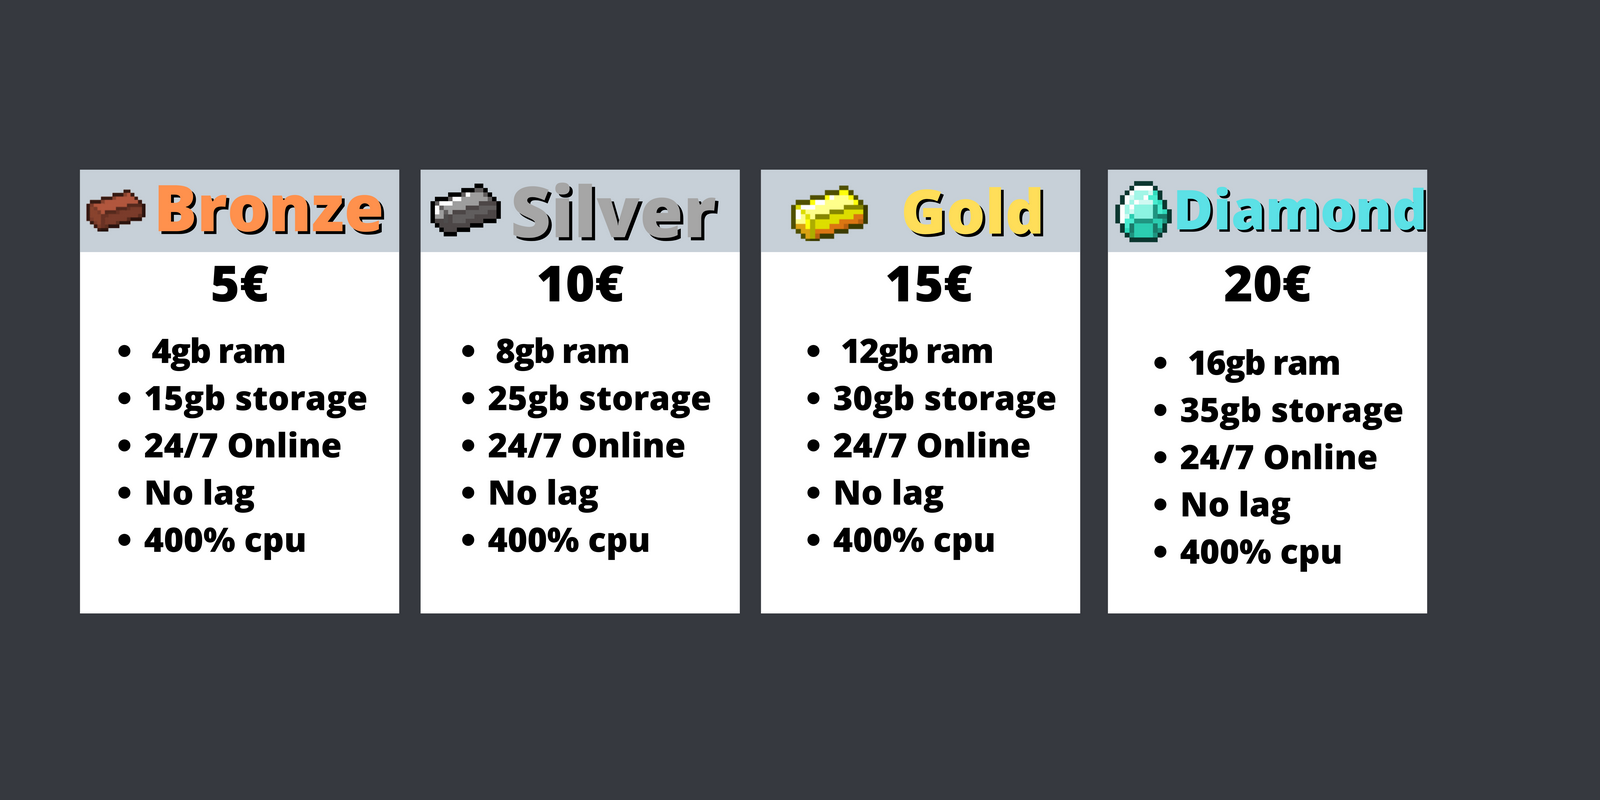 Bronze
5€
• 4gb ram
• 15gb storage
• 24/7 Online
• No lag
• 400% cpu
Silver
10€
• 8gb ram
• 25gb storage
• 24/7 Online
• No lag
• 400% cpu
Gold
15€
• 12gb ram
• 30gb storage
• 24/7 Online
• No lag
• 400% cpu
Diamond
20€
• 16gb ram
• 35gb storage
• 24/7 Online
• No lag
• 400% cpu